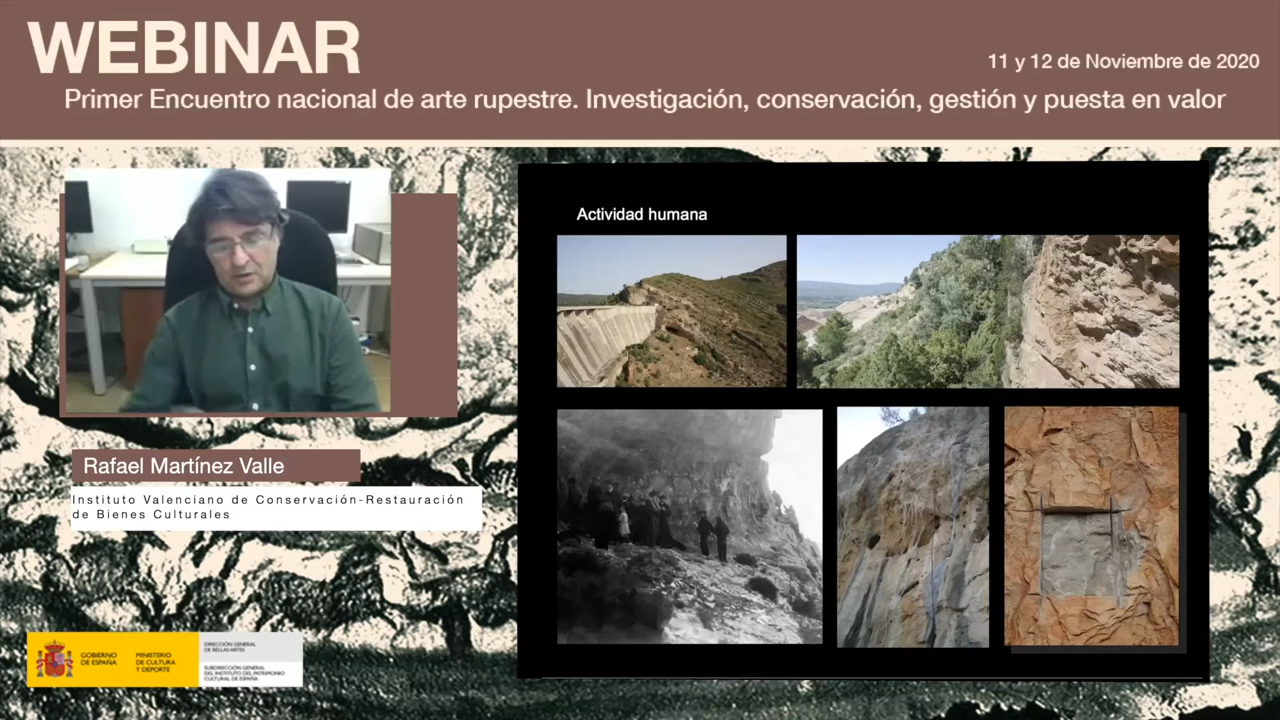 WEBINAR
11 y 12 de Noviembre de 2020
Primer Encuentro nacional de arte rupestre. Investigación, conservación, gestión y puesta en valor
Actividad humana
Rafael Martínez Valle
Instituto Valenciano de Conservación-Restauración
de Bienes Culturales
GOBIERNO
DE ESPAÑA
MINISTERIO
DE CULTURA
Y DEPORTE
DIRECCIÓN GENERAL
DE BELLAS ARTES
SUBDIRECCIÓN GENERAL
DEL INSTITUTO DEL PATRIMONIO
CULTURAL DE ESPAÑA